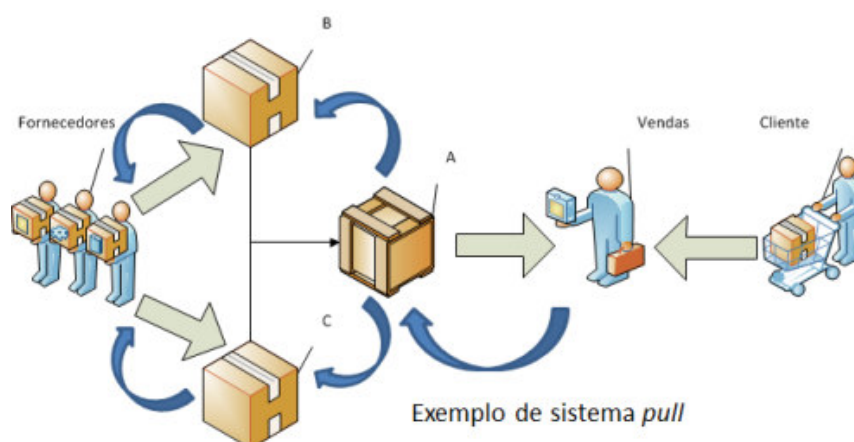 B
Fornecedores
Vendas
Cliente
A
C
Exemplo de sistema pull